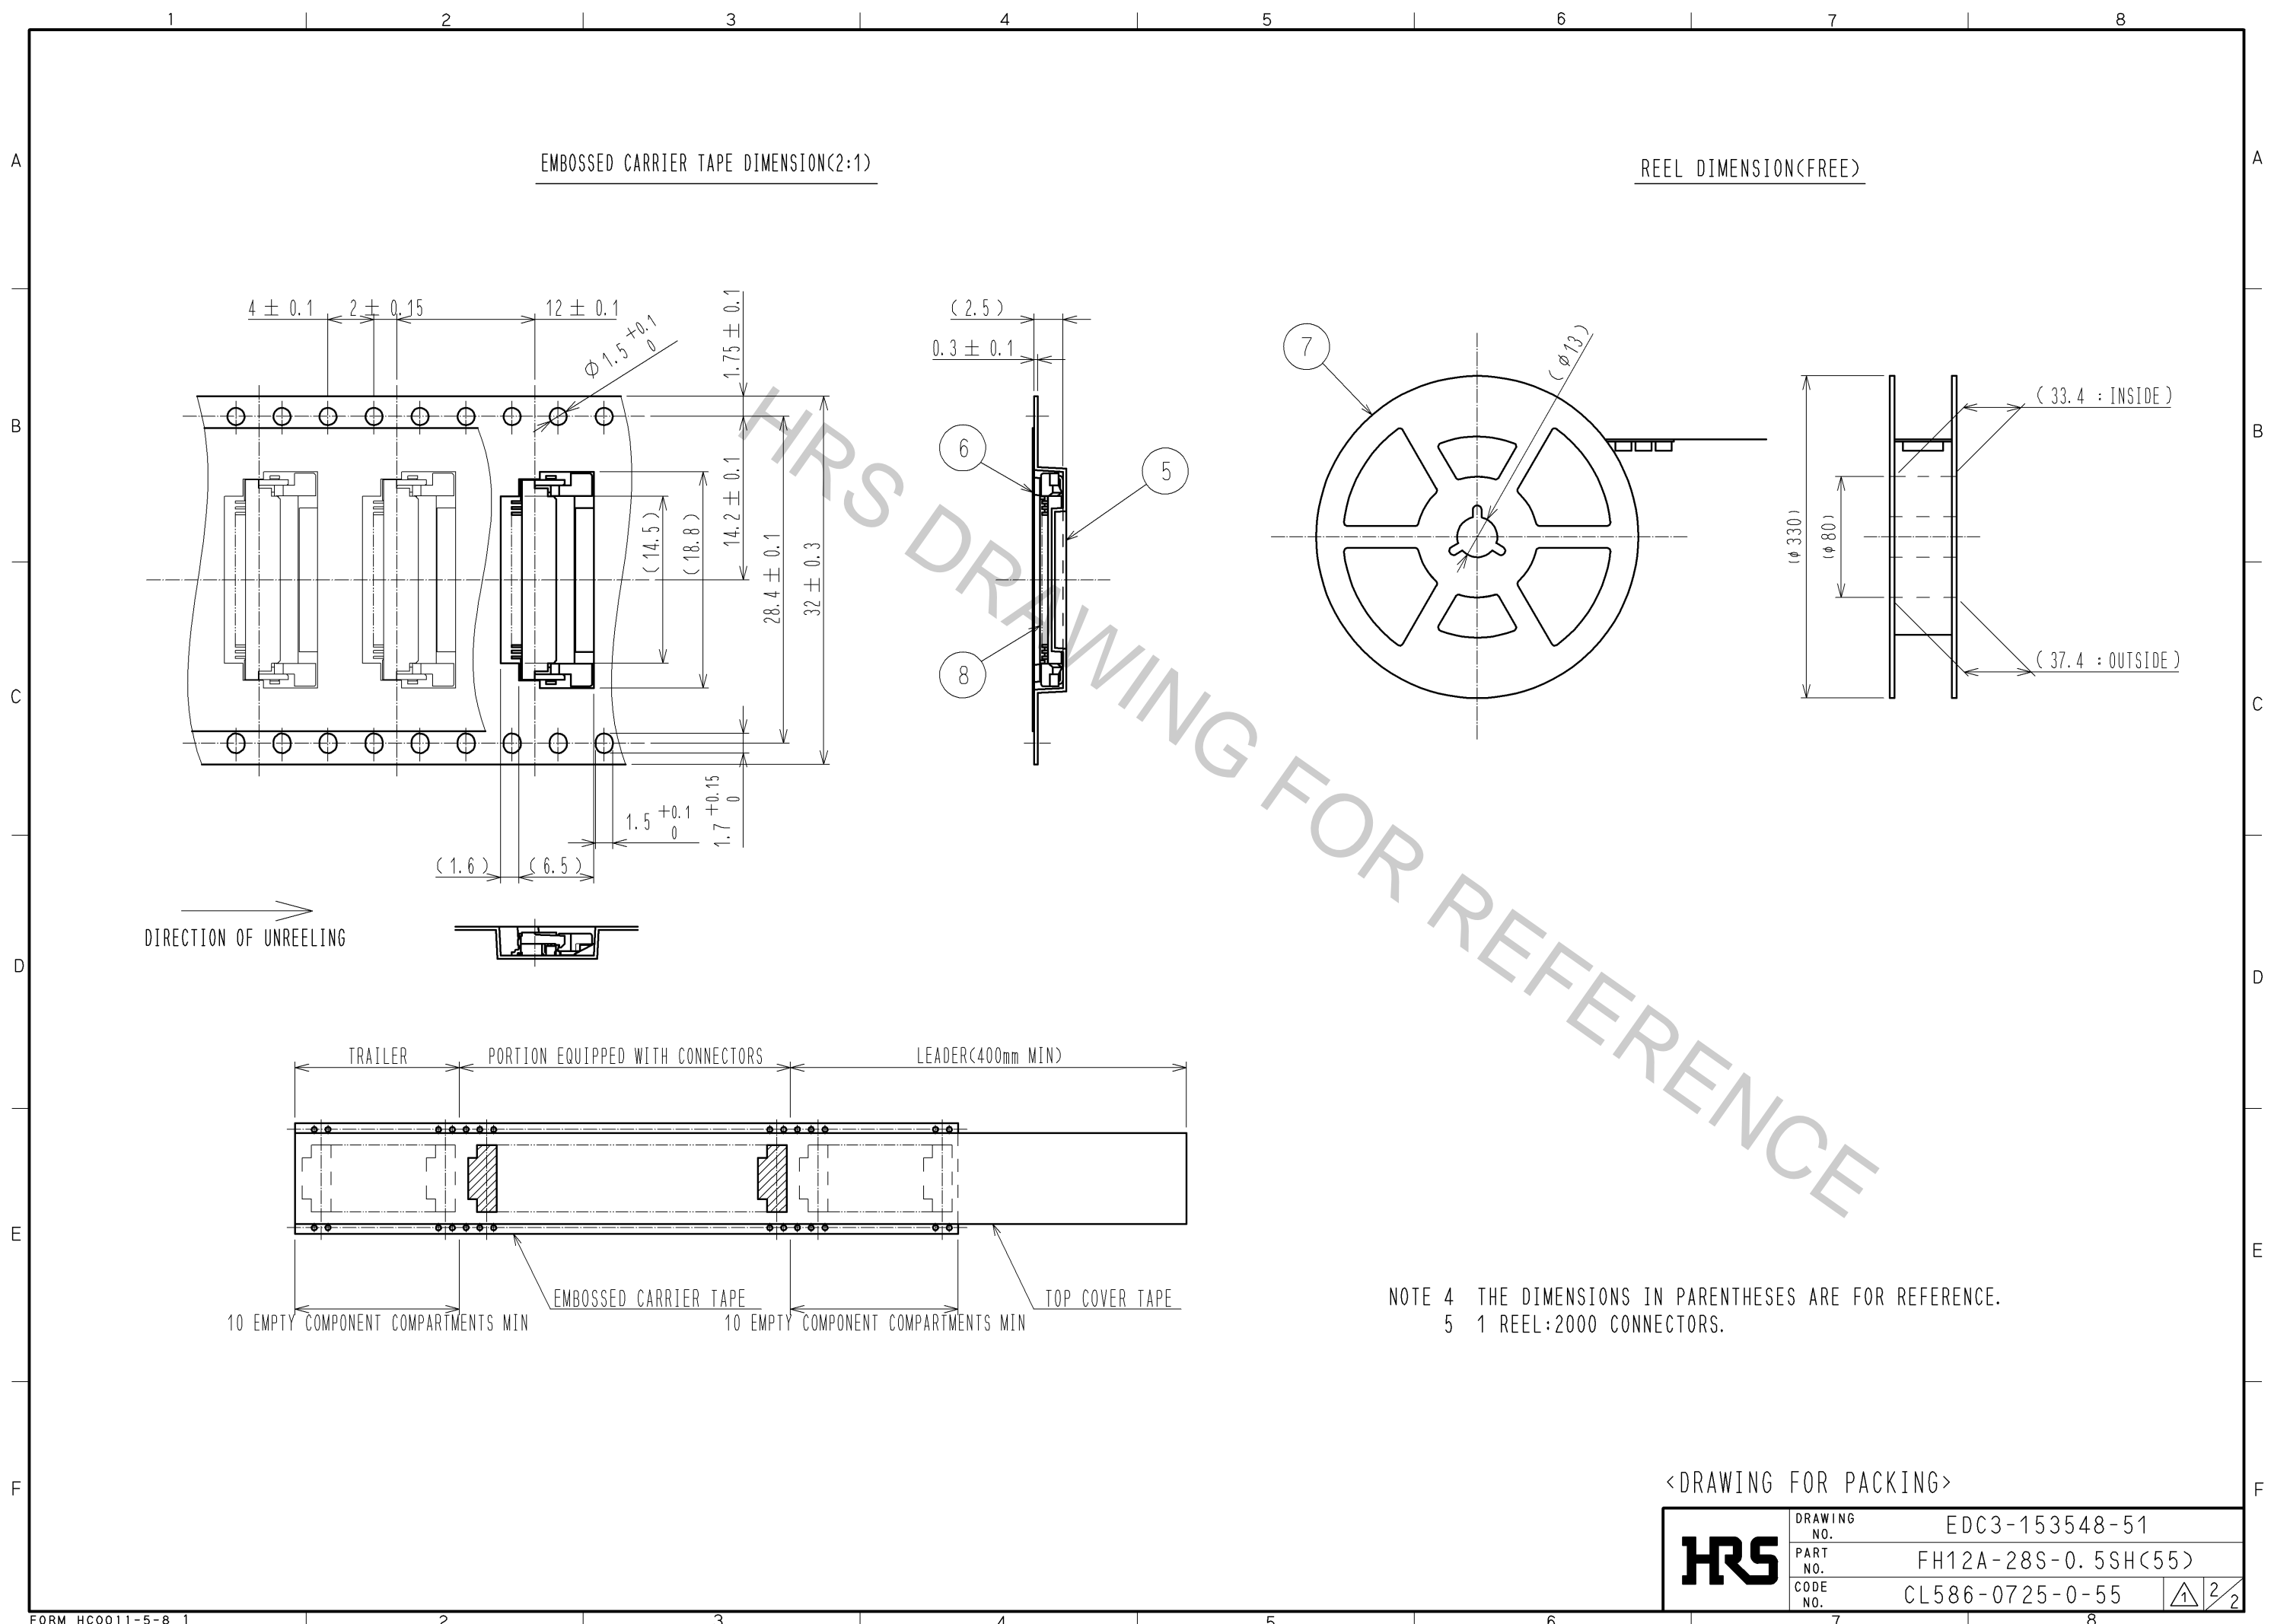 1 2 3 4 5 6 7 8
A A
B B
C C
D D
E E
F F
EMBOSSED CARRIER TAPE DIMENSION(2:1)
REEL DIMENSION(FREE)
4 ± 0.1
2 ± 0.15
12 ± 0.1
φ 1.5 +0.1 0
1.75 ± 0.1
14.2 ± 0.1
28.4 ± 0.1
32 ± 0.3
(14.5)
(18.8)
1.5 +0.1 0
1.7 +0.15 0
(1.6)
(6.5)
(2.5)
0.3 ± 0.1
6
5
8
7
(φ13)
(φ330)
(φ80)
(33.4 : INSIDE)
(37.4 : OUTSIDE)
DIRECTION OF UNREELING
TRAILER
PORTION EQUIPPED WITH CONNECTORS
LEADER(400mm MIN)
EMBOSSED CARRIER TAPE
TOP COVER TAPE
10 EMPTY COMPONENT COMPARTMENTS MIN
10 EMPTY COMPONENT COMPARTMENTS MIN
NOTE 4 THE DIMENSIONS IN PARENTHESES ARE FOR REFERENCE.
5 1 REEL:2000 CONNECTORS.
HRS DRAWING FOR REFERENCE
<DRAWING FOR PACKING>
HRS
DRAWING NO. EDC3-153548-51
PART NO. FH12A-28S-0.5SH(55)
CODE NO. CL586-0725-0-55
1
2/2
FORM HC0011-5-8
1 2 3 4 5 6 7 8